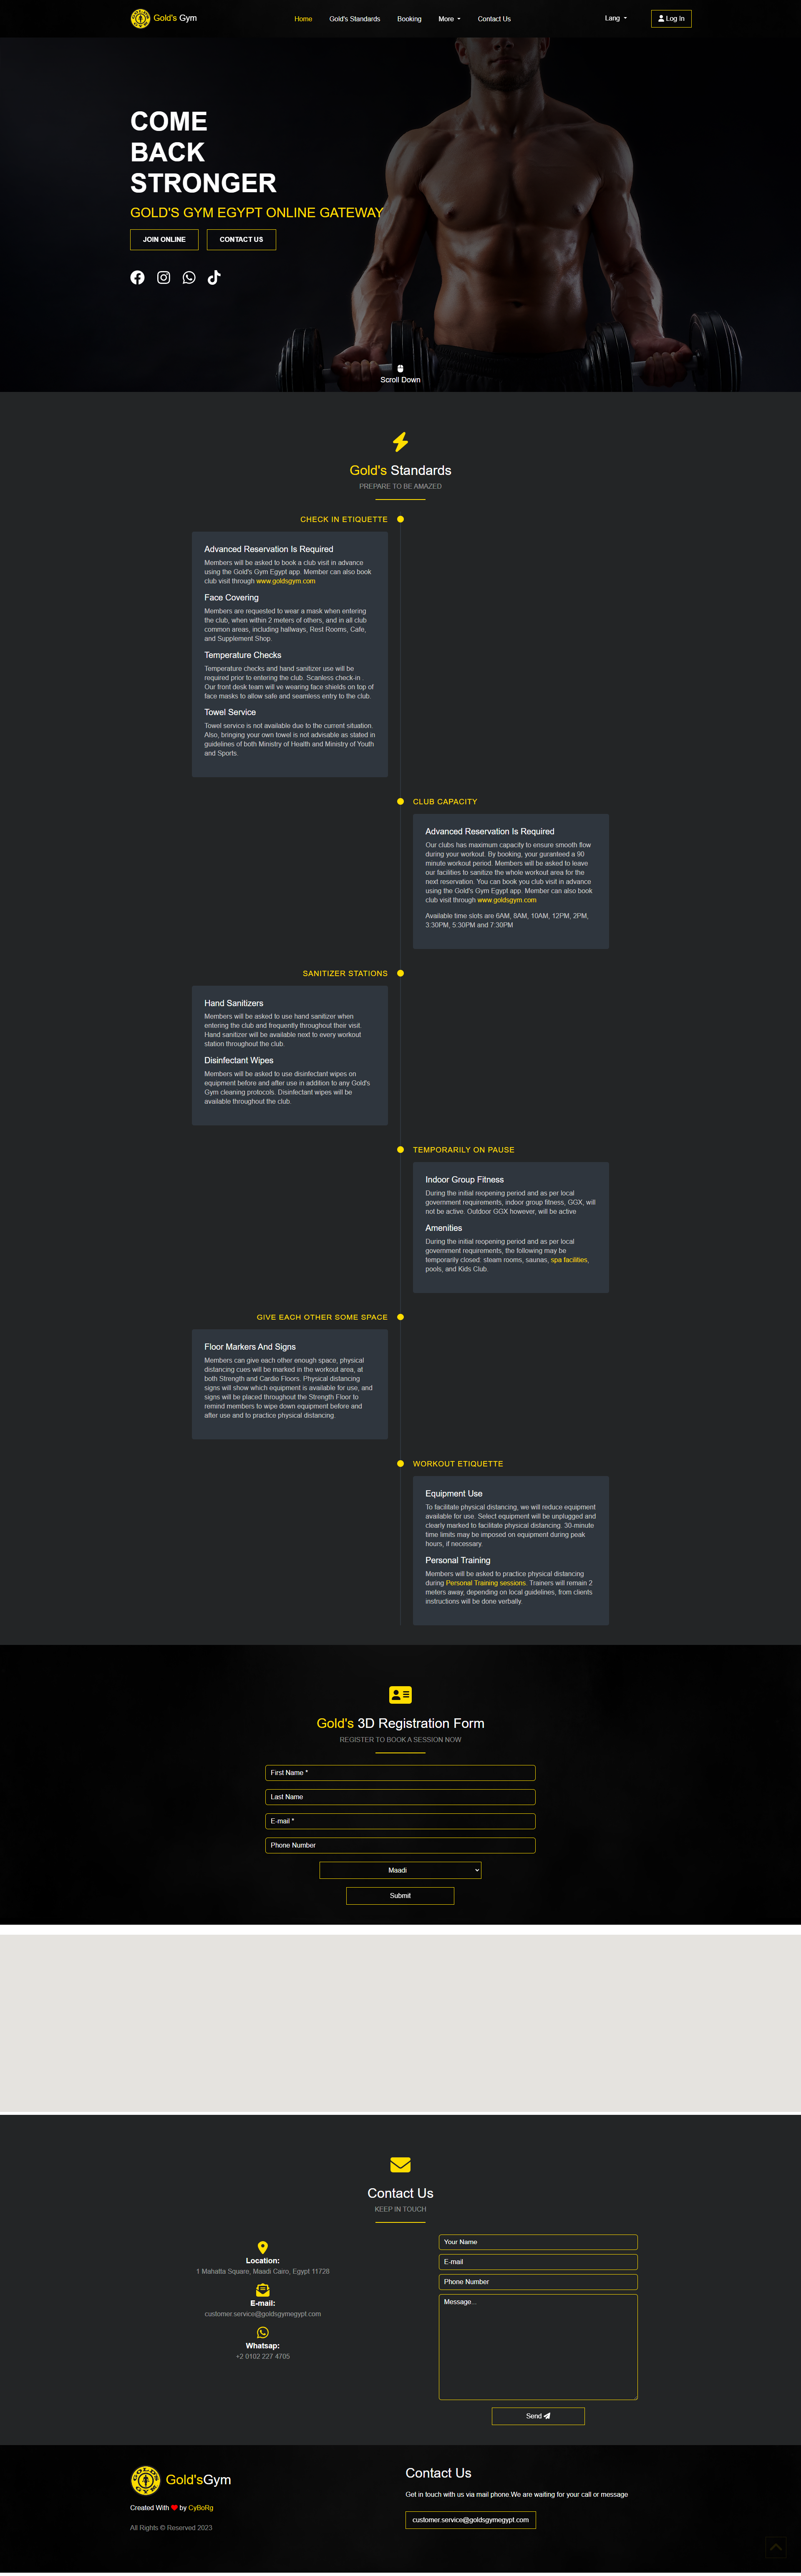 Gold's Gym
Home
Gold's Standards
Booking
More
Contact Us
Lang
Log In
COME
BACK
STRONGER
GOLD'S GYM EGYPT ONLINE GATEWAY
JOIN ONLINE
CONTACT US
Scroll Down
Gold's Standards
PREPARE TO BE AMAZED
CHECK IN ETIQUETTE
Advanced Reservation Is Required
Members will be asked to book a club visit in advance
using the Gold's Gym Egypt app. Member can also book
club visit through www.goldsgym.com
Face Covering
Members are requested to wear a mask when entering
the club, when within 2 meters of others, and in all club
common areas, including hallways, Rest Rooms, Cafe,
and Supplement Shop.
Temperature Checks
Temperature checks and hand sanitizer use will be
required prior to entering the club. Scanless check-in .
Our front desk team will ve wearing face shields on top of
face masks to allow safe and seamless entry to the club.
Towel Service
Towel service is not available due to the current situation.
Also, bringing your own towel is not advisable as stated in
guidelines of both Ministry of Health and Ministry of Youth
and Sports.
CLUB CAPACITY
Advanced Reservation Is Required
Our clubs has maximum capacity to ensure smooth flow
during your workout. By booking, your guranteed a 90
minute workout period. Members will be asked to leave
our facilities to sanitize the whole workout area for the
next reservation. You can book you club visit in advance
using the Gold's Gym Egypt app. Member can also book
club visit through www.goldsgym.com
Available time slots are 6AM, 8AM, 10AM, 12PM, 2PM,
3:30PM, 5:30PM and 7:30PM
SANITIZER STATIONS
Hand Sanitizers
Members will be asked to use hand sanitizer when
entering the club and frequently throughout their visit.
Hand sanitizer will be available next to every workout
station throughout the club.
Disinfectant Wipes
Members will be asked to use disinfectant wipes on
equipment before and after use in addition to any Gold's
Gym cleaning protocols. Disinfectant wipes will be
available throughout the club.
TEMPORARILY ON PAUSE
Indoor Group Fitness
During the initial reopening period and as per local
government requirements, indoor group fitness, GGX, will
not be active. Outdoor GGX however, will be active
Amenities
During the initial reopening period and as per local
government requirements, the following may be
temporarily closed: steam rooms, saunas, spa facilities,
pools, and Kids Club.
GIVE EACH OTHER SOME SPACE
Floor Markers And Signs
Members can give each other enough space, physical
distancing cues will be marked in the workout area, at
both Strength and Cardio Floors. Physical distancing
signs will show which equipment is available for use, and
signs will be placed throughout the Strength Floor to
remind members to wipe down equipment before and
after use and to practice physical distancing.
WORKOUT ETIQUETTE
Equipment Use
To facilitate physical distancing, we will reduce equipment
available for use. Select equipment will be unplugged and
clearly marked to facilitate physical distancing. 30-minute
time limits may be imposed on equipment during peak
hours, if necessary.
Personal Training
Members will be asked to practice physical distancing
during Personal Training sessions. Trainers will remain 2
meters away, depending on local guidelines, from clients
instructions will be done verbally.
Gold's 3D Registration Form
REGISTER TO BOOK A SESSION NOW
First Name *
Last Name
E-mail *
Phone Number
Maadi
Submit
Contact Us
KEEP IN TOUCH
Location:
1 Mahatta Square, Maadi Cairo, Egypt 11728
E-mail:
customer.service@goldsgymegypt.com
Whatsap:
+2 0102 227 4705
Your Name
E-mail
Phone Number
Message...
Send
Gold'sGym
Created With by CyBoRg
All Rights © Reserved 2023
Contact Us
Get in touch with us via mail phone.We are waiting for your call or message
customer.service@goldsgymegypt.com